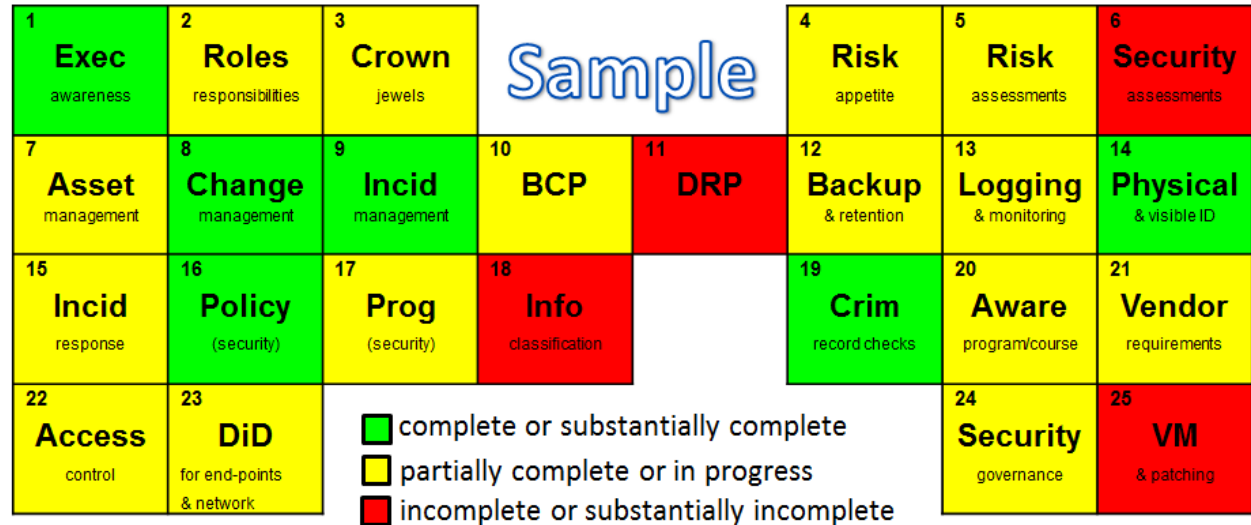 1
Exec
awareness
2
Roles
responsibilities
3
Crown
jewels
Sample
4
Risk
appetite
5
Risk
assessments
6
Security
assessments
7
Asset
management
8
Change
management
9
Incid
management
10
BCP
11
DRP
12
Backup
& retention
13
Logging
& monitoring
14
Physical
& visible ID
15
Incid
response
16
Policy
(security)
17
Prog
(security)
18
Info
classification
19
Crim
record checks
20
Aware
program/course
21
Vendor
requirements
22
Access
control
23
DiD
for end-points
& network
complete or substantially complete
partially complete or in progress
incomplete or substantially incomplete
24
Security
governance
25
VM
& patching